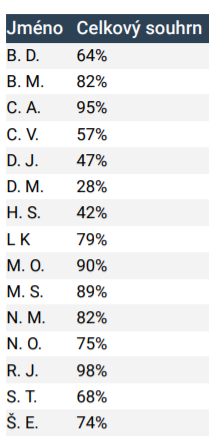 Jméno Celkový souhrn
B. D. 64%
B. M. 82%
C. A. 95%
C. V. 57%
D. J. 47%
D. M. 28%
H. S. 42%
L K 79%
M. O. 90%
M. S. 89%
N. M. 82%
N. O. 75%
R. J. 98%
S. T. 68%
Š. E. 74%